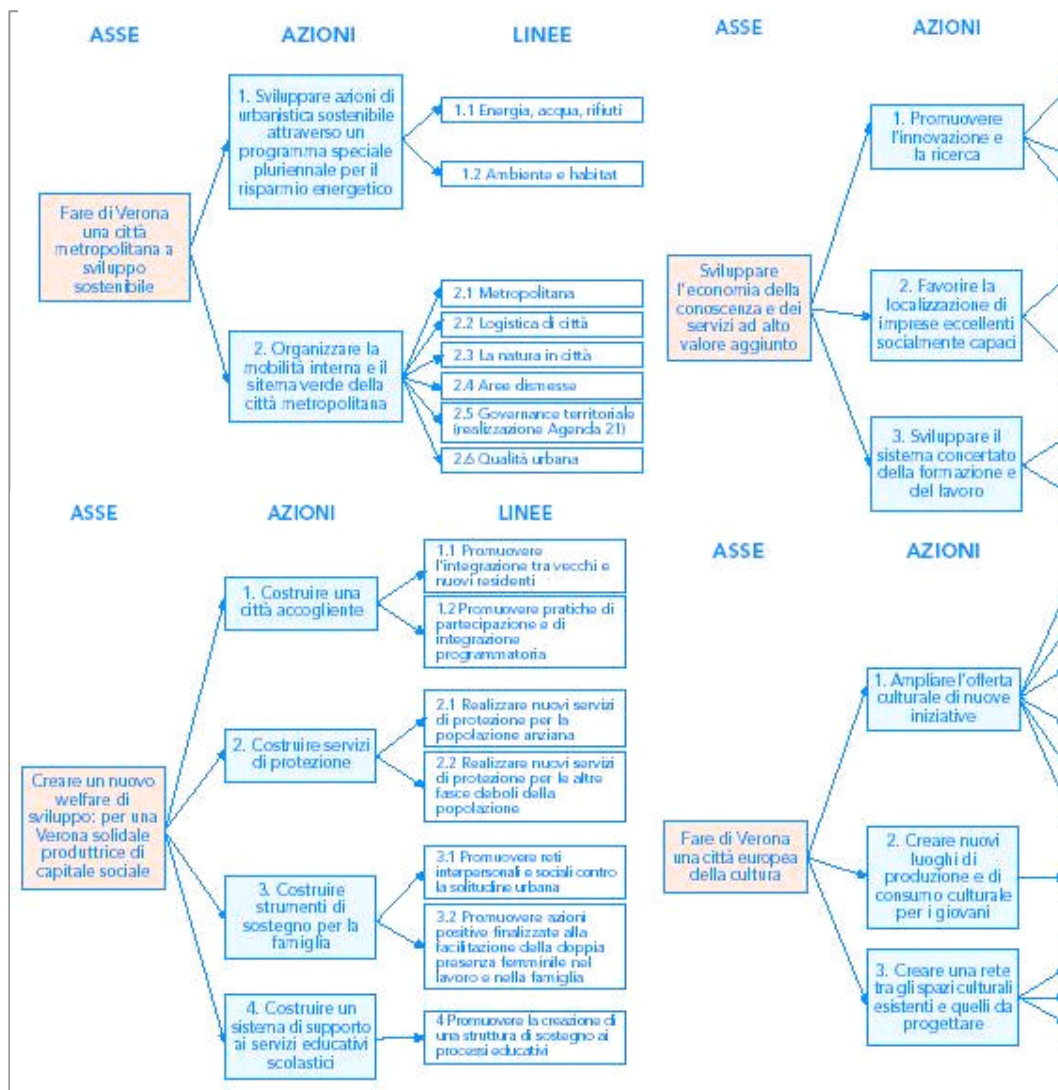 ASSE
AZIONI
LINEE
Fare di Verona
una città
metropolitana a
sviluppo
sostenibile
1. Sviluppare azioni di
urbanistica sostenibile
attraverso un
programma speciale
pluriennale per il
risparmio energetico
1.1 Energia, acqua, rifiuti
1.2 Ambiente e habitat
2. Organizzare la
mobilità interna e il
sitema verde della
città metropolitana
2.1 Metropolitana
2.2 Logistica di città
2.3 La natura in città
2.4 Aree dismesse
2.5 Governance territoriale
(realizzazione Agenda 21)
2.6 Qualità urbana
ASSE
AZIONI
Sviluppare
l'economia della
conoscenza e dei
servizi ad alto
valore aggiunto
1. Promuovere
l'innovazione e
la ricerca
2. Favorire la
localizzazione di
imprese eccellenti
socialmente capaci
3. Sviluppare il
sistema concertato
della formazione e
del lavoro
ASSE
AZIONI
LINEE
Creare un nuovo
welfare di
sviluppo: per una
Verona solidale
produttrice di
capitale sociale
1. Costruire una
città accogliente
1.1 Promuovere
l'integrazione tra vecchi e
nuovi residenti
1.2 Promuovere pratiche di
partecipazione e di
integrazione
programmatoria
2. Costruire servizi
di protezione
2.1 Realizzare nuovi servizi
di protezione per la
popolazione anziana
2.2 Realizzare nuovi servizi
di protezione per le altre
fasce deboli della
popolazione
3. Costruire
strumenti di
sostegno per la
famiglia
3.1 Promuovere reti
interpersonali e sociali contro
la solitudine urbana
3.2 Promuovere azioni
positive finalizzate alla
facilitazione della doppia
presenza femminile nel
lavoro e nella famiglia
4. Costruire un
sistema di supporto
ai servizi educativi
scolastici
4 Promuovere la creazione di
una struttura di sostegno ai
processi educativi
ASSE
AZIONI
Fare di Verona
una città europea
della cultura
1. Ampliare l'offerta
culturale di nuove
iniziative
2. Creare nuovi
luoghi di
produzione e di
consumo culturale
per i giovani
3. Creare una rete
tra gli spazi culturali
esistenti e quelli da
progettare